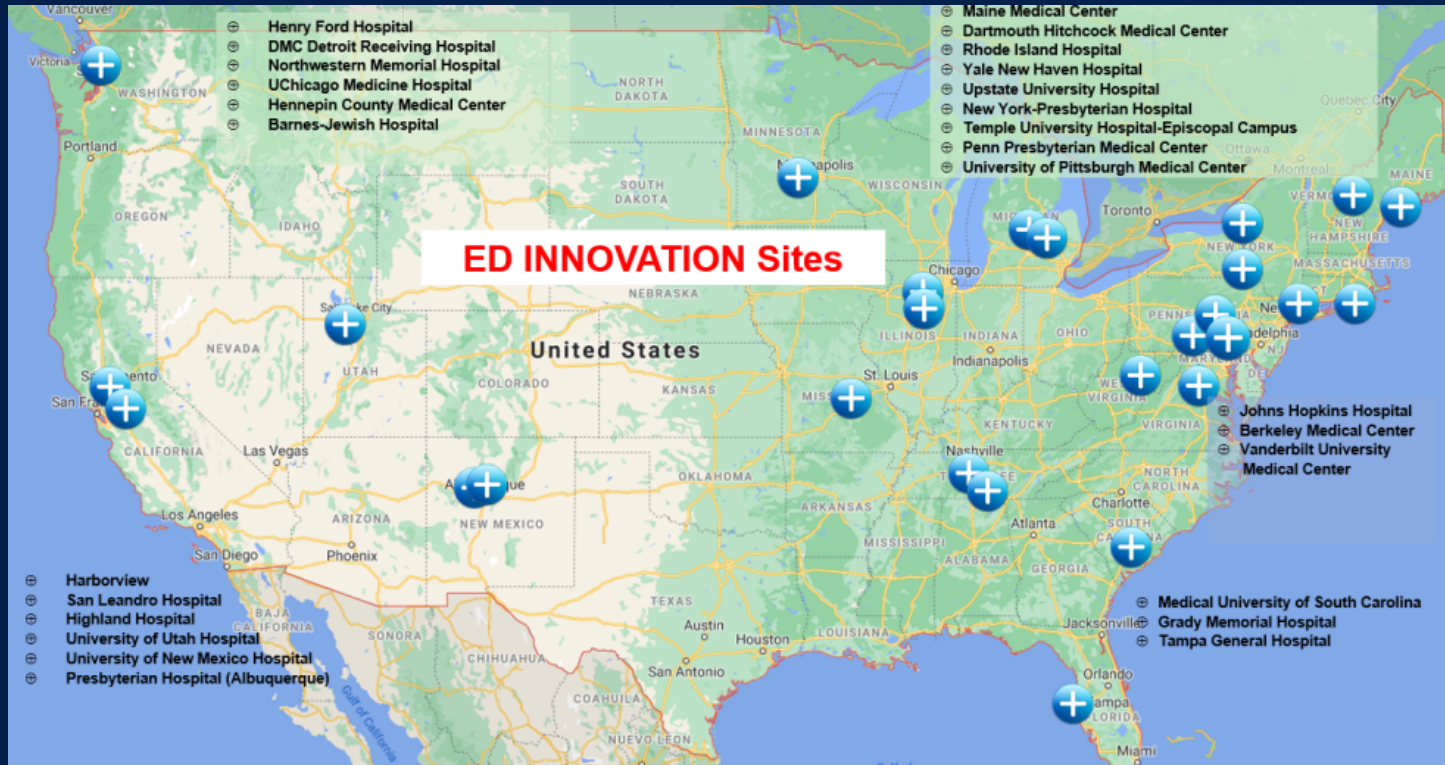 Vancouver
Victoria
WASHINGTON
Portland
OREGON
IDAHO
NEVADA
UTAH
Las Vegas
CALIFORNIA
Los Angeles
San Diego
ARIZONA
Phoenix
NEW MEXICO
COLORADO
BAJA
CALIFORNIA
SONORA
CHIHUAHUA
COAHUILA
NUEVO LEON
Gulf of California
Henry Ford Hospital
DMC Detroit Receiving Hospital
Northwestern Memorial Hospital
UChicago Medicine Hospital
Hennepin County Medical Center
Barnes-Jewish Hospital
NORTH
DAKOTA
SOUTH
DAKOTA
MINNESOTA
WISCONSIN
Maine Medical Center
Dartmouth Hitchcock Medical Center
Rhode Island Hospital
Yale New Haven Hospital
Upstate University Hospital
New York-Presbyterian Hospital
Temple University Hospital-Episcopal Campus
Penn Presbyterian Medical Center
University of Pittsburgh Medical Center
Quebec City
Ottawa
Montreal
MAINE
Toronto
NEW YORK
NEW
HAMPSHIRE
MASSACHUSETTS
ED INNOVATION Sites
NEBRASKA
United States
KANSAS
Chicago
ILLINOIS
INDIANA
Indianapolis
OHIO
St. Louis
KENTUCKY
VIRGINIA
VIRGINIA
MARYLAND
NJ
Nashville
NORTH
CAROLINA
Charlotte
OKLAHOMA
ARKANSAS
MISSISSIPPI
ALABAMA
Atlanta
GEORGIA
SOUTH
TEXAS
Austin
Houston
San Antonio
LOUISIANA
Jacksonville
Orlando
FLORIDA
Miami
Johns Hopkins Hospital
Berkeley Medical Center
Vanderbilt University
Medical Center
Harborview
San Leandro Hospital
Highland Hospital
University of Utah Hospital
University of New Mexico Hospital
Presbyterian Hospital (Albuquerque)
Medical University of South Carolina
Grady Memorial Hospital
Tampa General Hospital